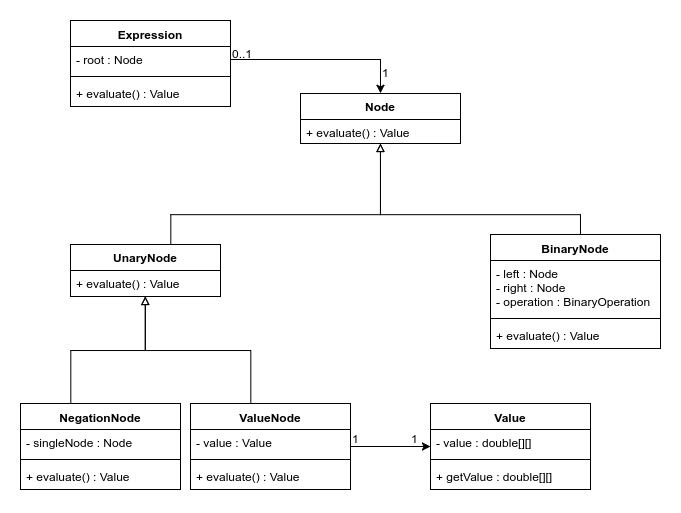 Expression
- root : Node
+ evaluate() : Value
0..1
1
Node
+ evaluate() : Value
UnaryNode
+ evaluate() : Value
BinaryNode
- left : Node
- right : Node
- operation : BinaryOperation
+ evaluate() : Value
NegationNode
- singleNode : Node
+ evaluate() : Value
ValueNode
- value : Value
+ evaluate() : Value
1
1
Value
- value : double[][]
+ getValue : double[][]